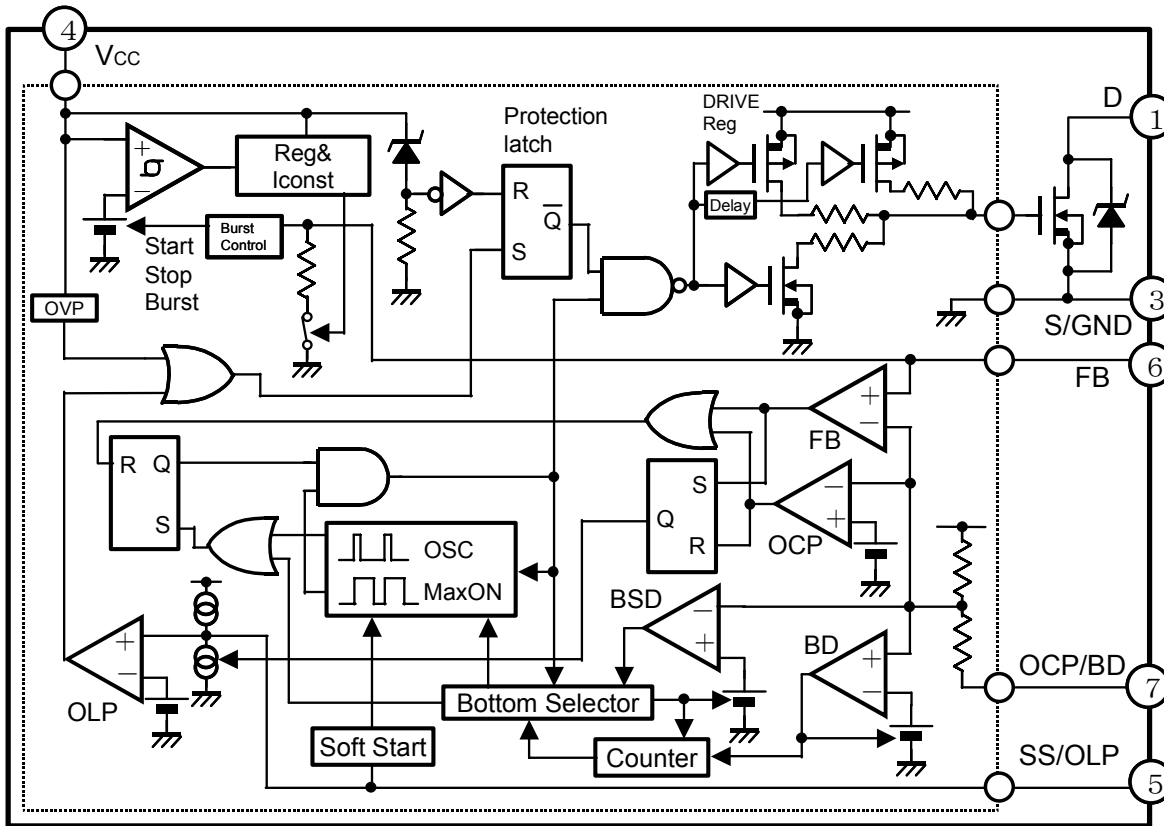 4
VCC
D
1
DRIVE
Reg
Protection
latch
+
−
Reg&
Iconst
R
Q
S
Delay
Burst
Control
Start
Stop
Burst
OVP
3
S/GND
6
FB
+
−
FB
R
Q
S
S
Q
R
−
+
OCP
OSC
MaxON
BSD
−
+
BD
+
−
OCP/BD
7
+
−
OLP
Bottom Selector
Soft Start
Counter
SS/OLP
5